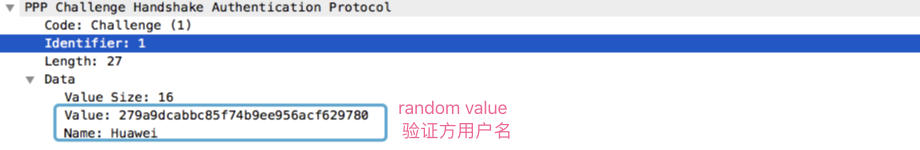 PPP Challenge Handshake Authentication Protocol
Code: Challenge (1)
Identifier: 1
Length: 27
Data
Value Size: 16
Value: 279a9dcabbc85f74b9ee956acf629780
random value
Name: Huawei
验证方用户名